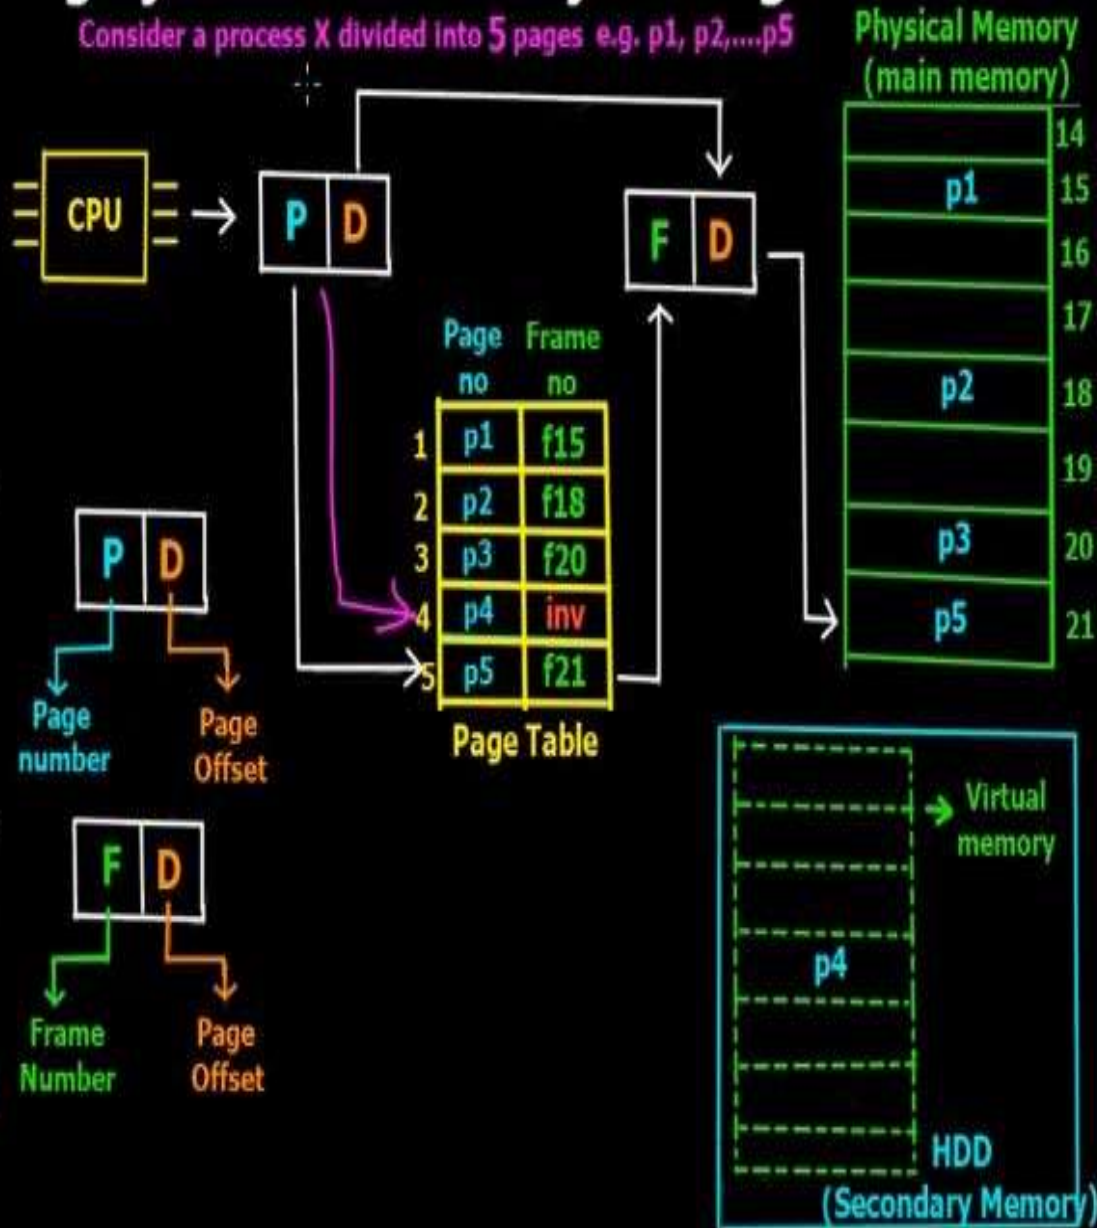 Consider a process X divided into 5 pages e.g. p1, p2,....p5
Physical Memory
(main memory)
CPU
P D
F D
14
p1 15
16
17
p2 18
19
p3 20
p5 21
Page Frame
no no
1 p1 f15
2 p2 f18
3 p3 f20
4 p4 inv
5 p5 f21
Page Table
P D
Page
number
Page
Offset
F D
Frame
Number
Page
Offset
Virtual
memory
p4
HDD
(Secondary Memory)